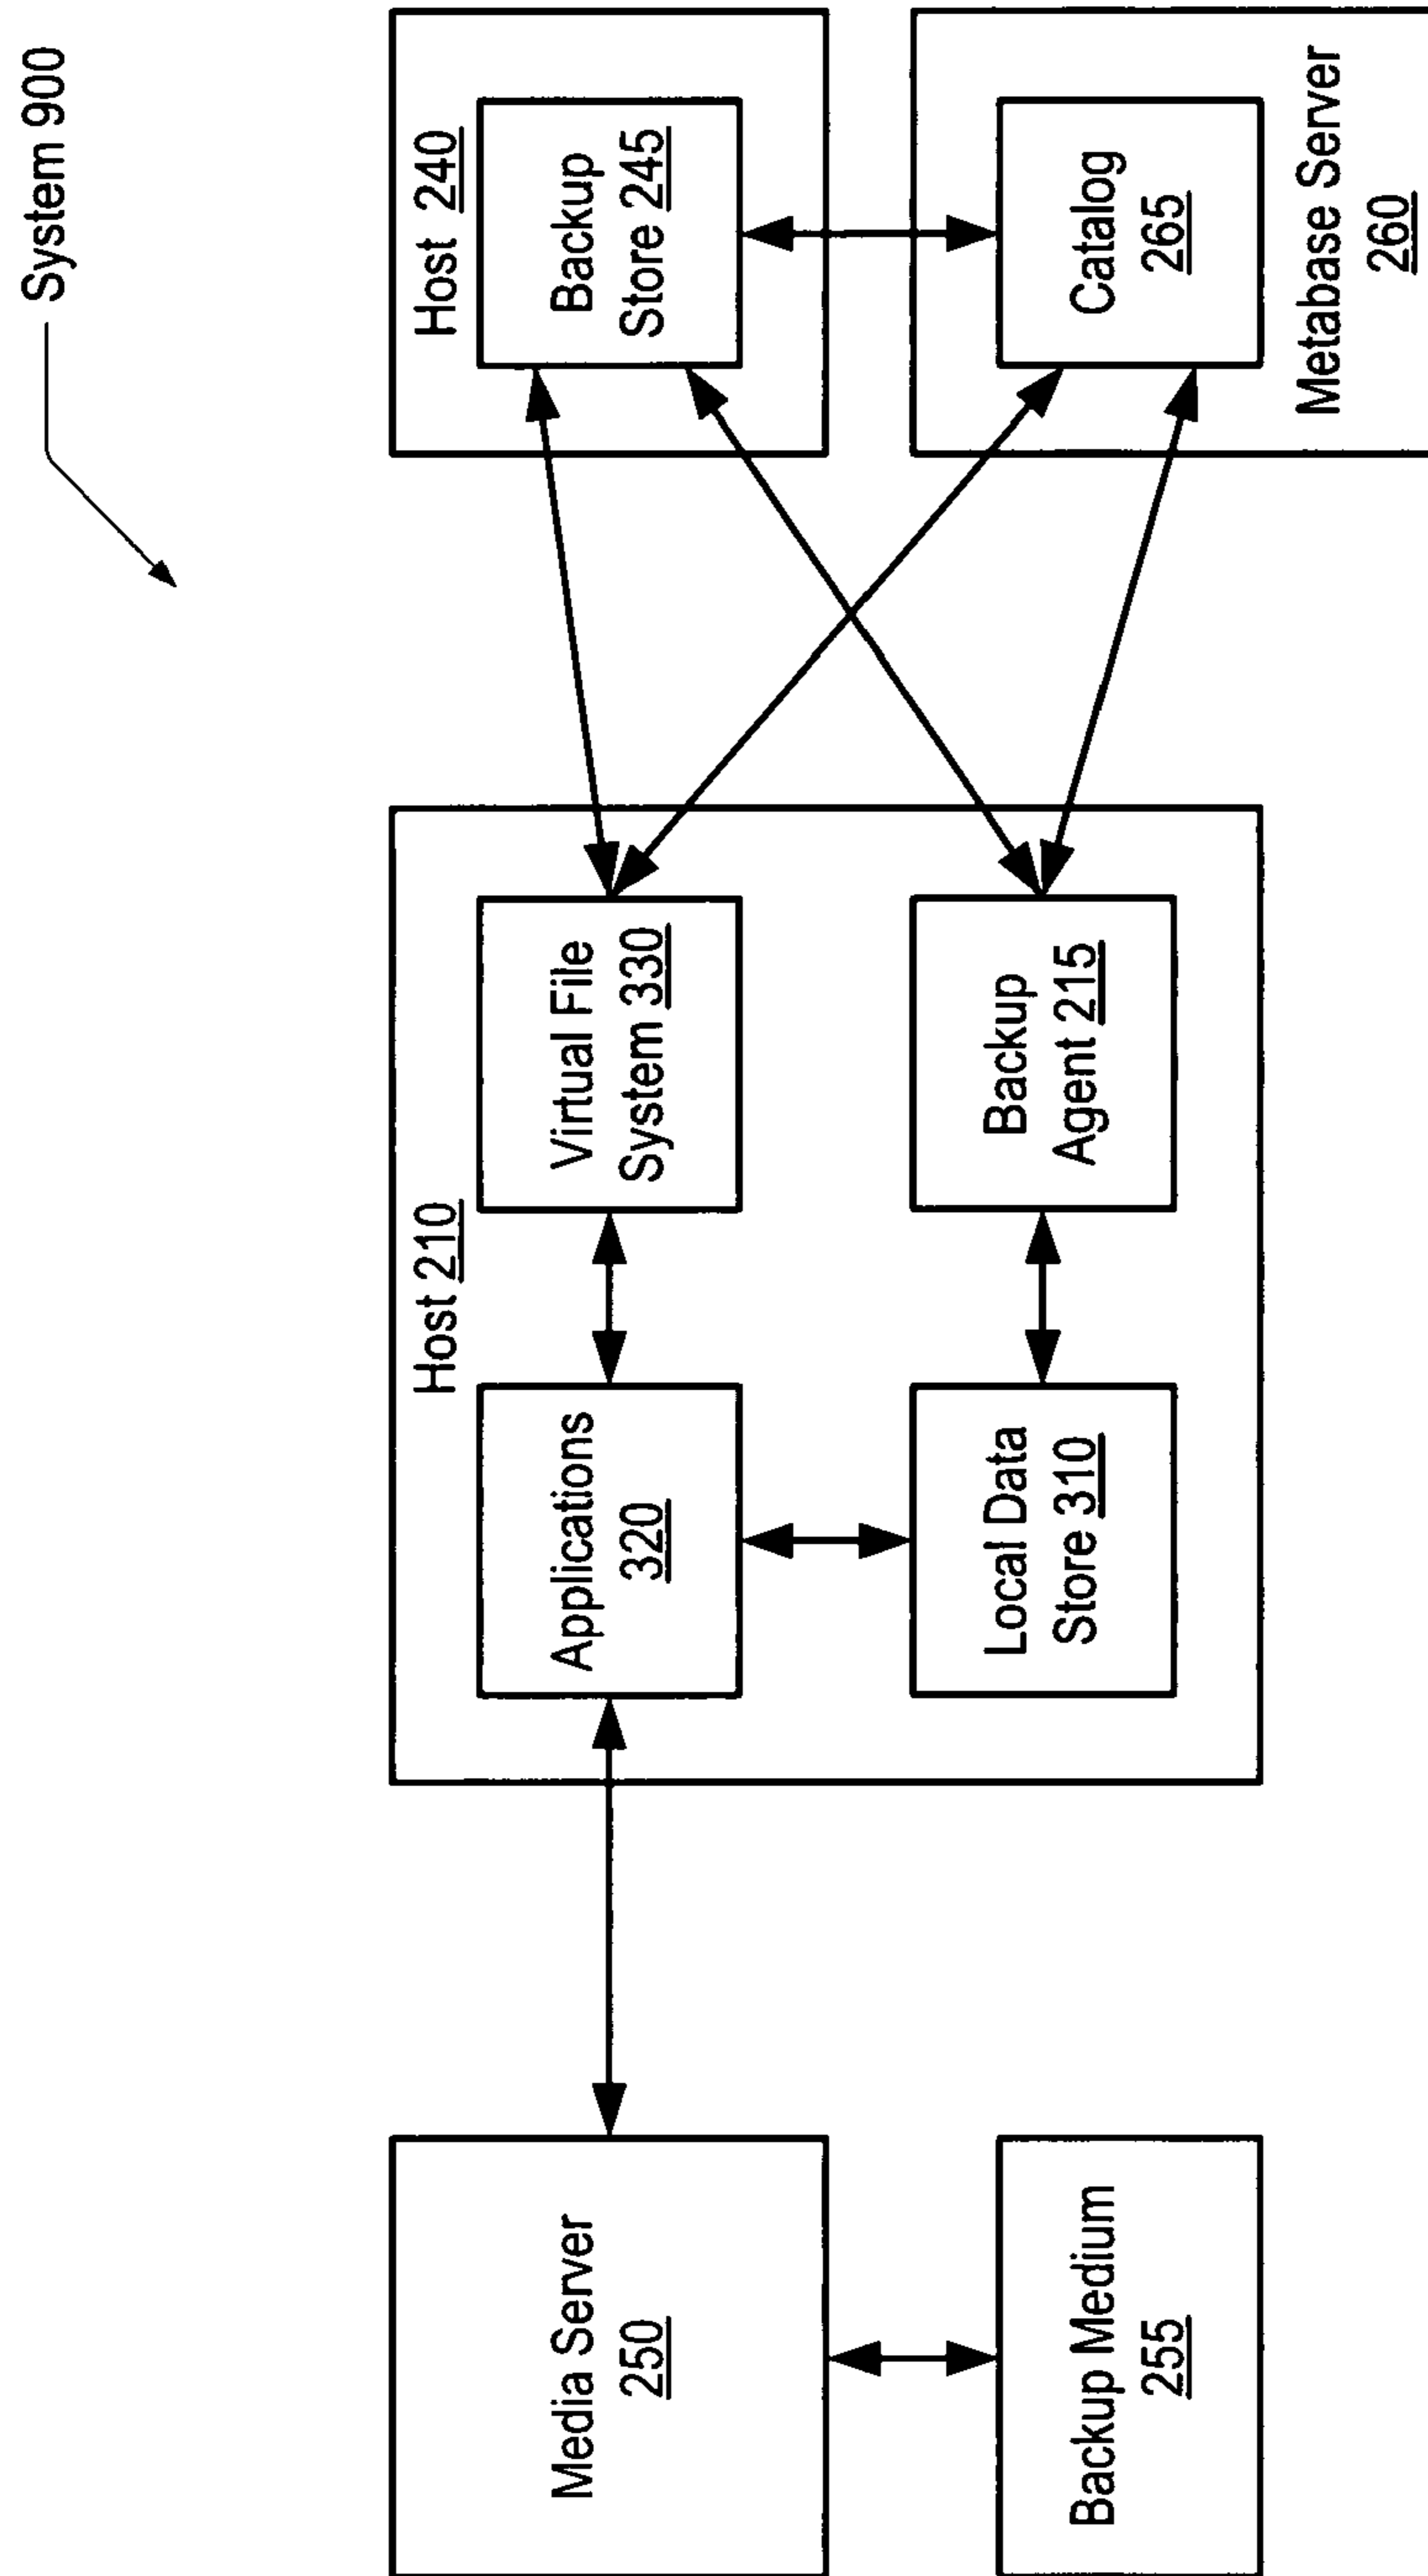 System 900
Media Server
250
Backup Medium
255
Host 210
Applications
320
Virtual File
System 330
Local Data
Store 310
Backup
Agent 215
Host 240
Backup
Store 245
Catalog
265
Metabase Server
260